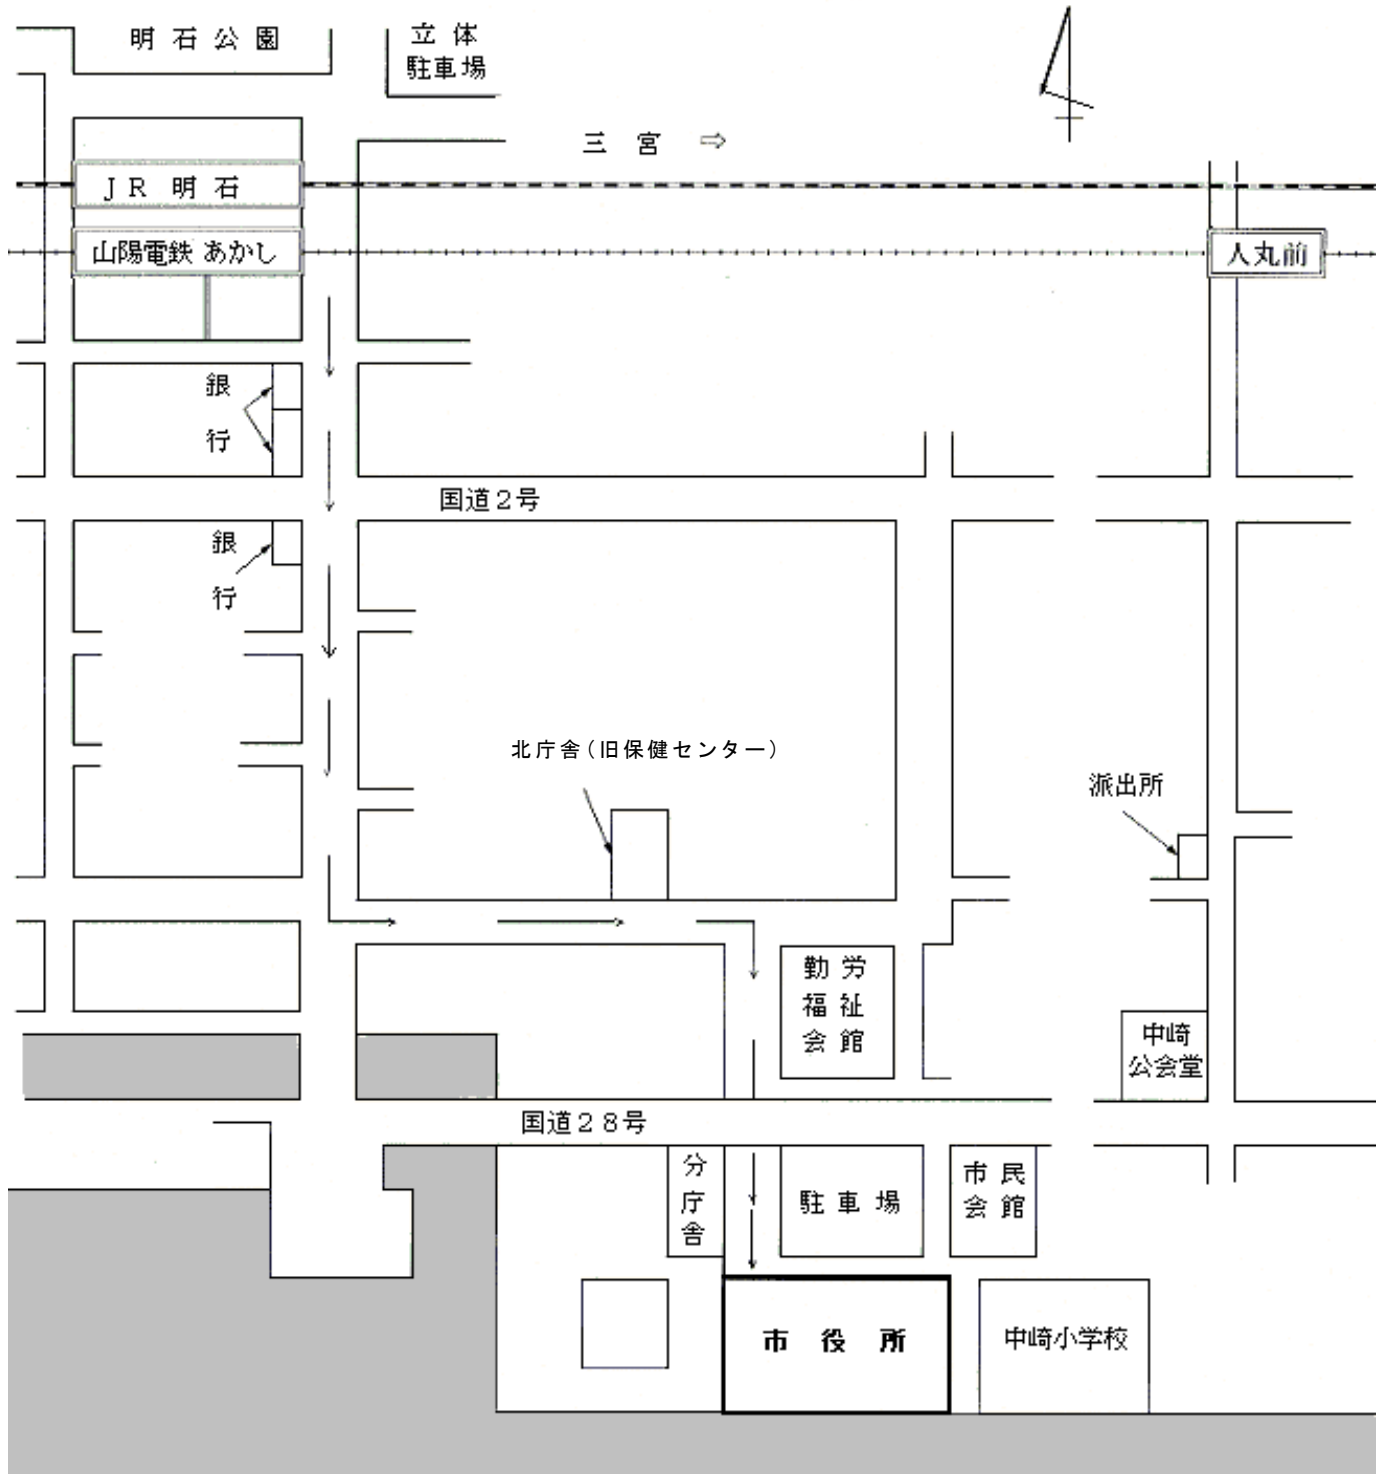 明石公園
立体
駐車場
三宮 ⇨
JR 明石
山陽電鉄 あかし
人丸前
銀
行
国道2号
銀
行
北庁舎(旧保健センター)
派出所
勤労
福祉
会館
中崎
公会堂
国道28号
分
庁
舎
駐車場
市民
会館
市役所
中崎小学校